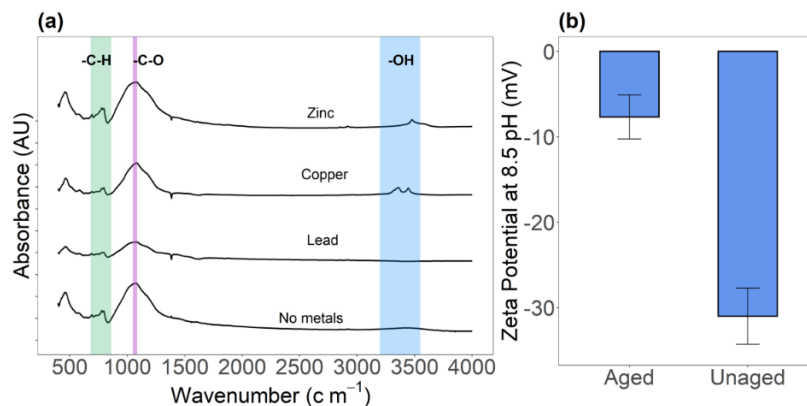 (a)
-C-H
-C-O
-OH
Zinc
Copper
Lead
No metals
Absorbance (AU)
500 1000 1500 2000 2500 3000 3500 4000
Wavenumber (c m⁻¹)
(b)
Zeta Potential at 8.5 pH (mV)
0
-10
-20
-30
Aged Unaged